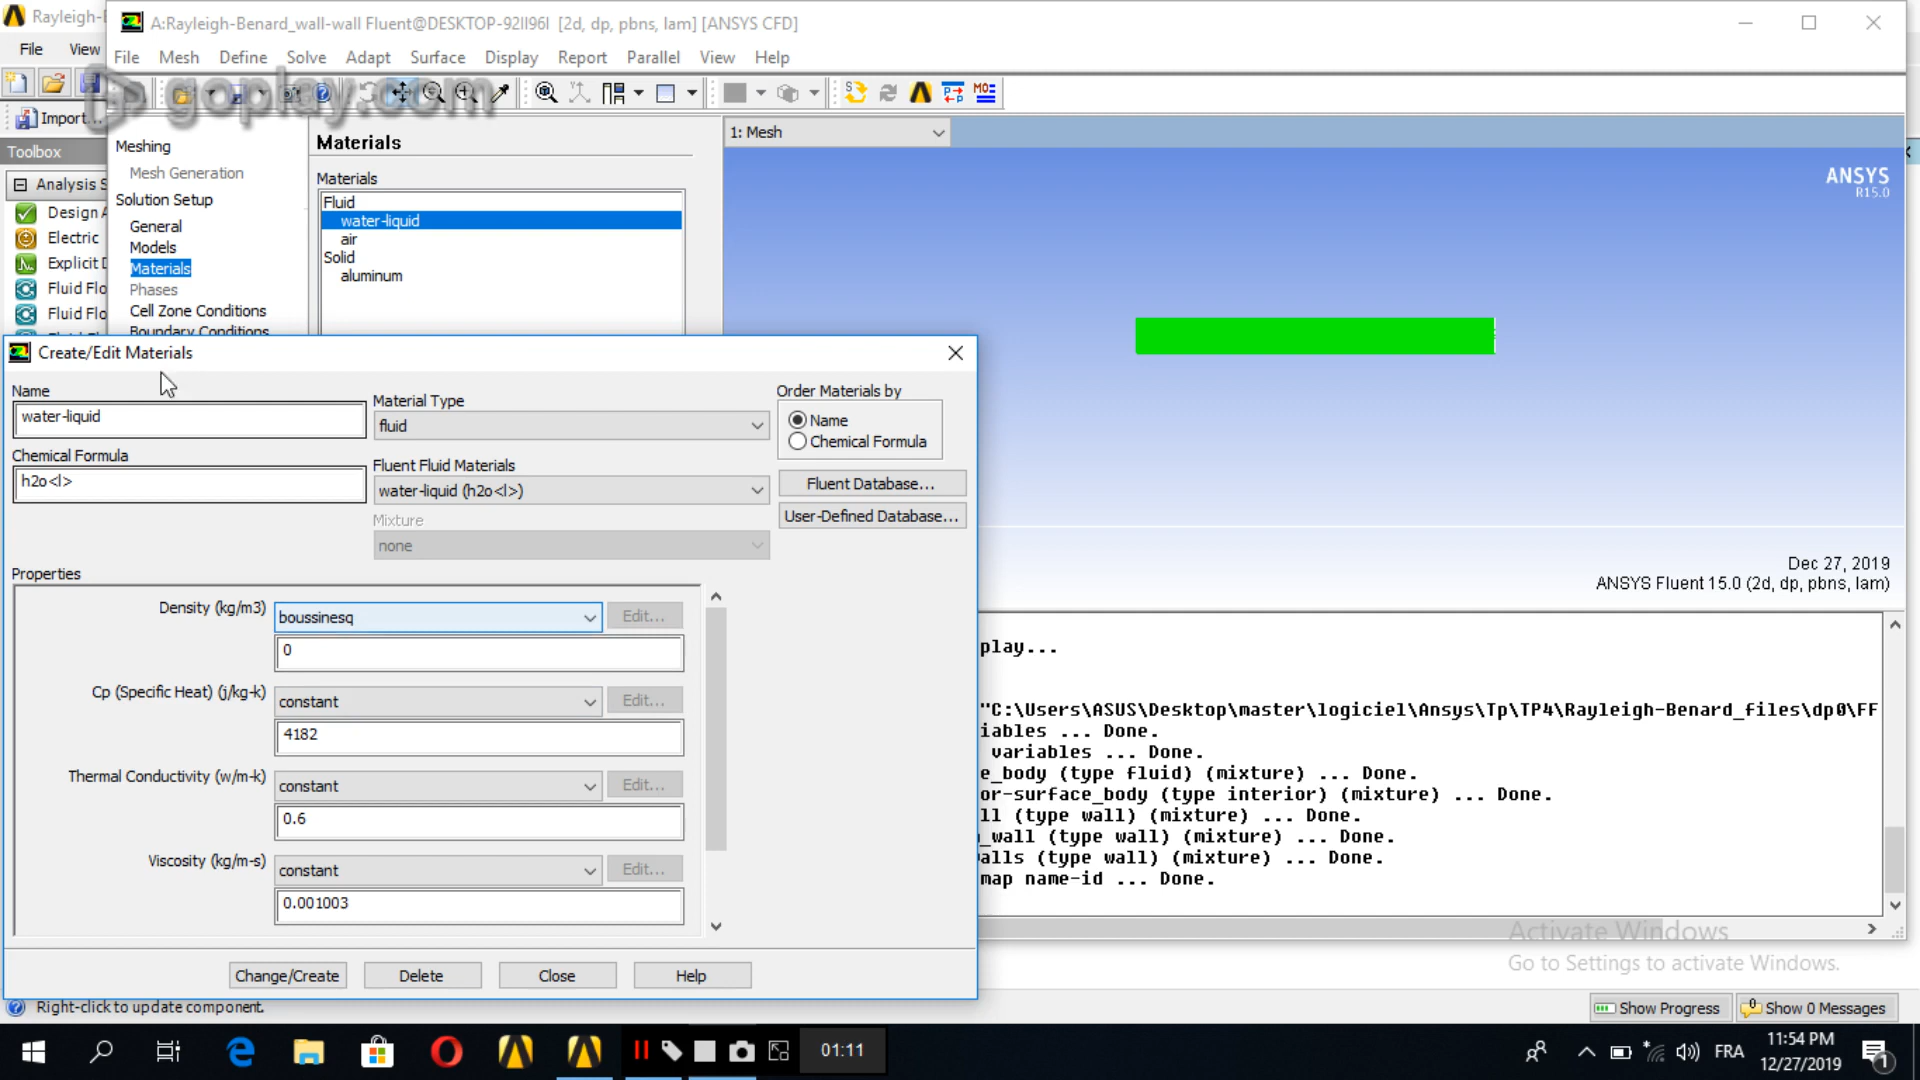 Rayleigh-B
A:Rayleigh-Benard_wall-wall Fluent@DESKTOP-92II96I [2d, dp, pbns, lam] [ANSYS CFD]
File View
File Mesh Define Solve Adapt Surface Display Report Parallel View Help
goplay.com
Import...
Toolbox
Analysis S
Design A
Electric
Explicit D
Fluid Flo
Fluid Flo
Meshing
Mesh Generation
Solution Setup
General
Models
Materials
Phases
Cell Zone Conditions
Boundary Conditions
Materials
Materials
Fluid
water-liquid
air
Solid
aluminum
1: Mesh
ANSYS
R15.0
Dec 27, 2019
ANSYS Fluent 15.0 (2d, dp, pbns, lam)
Create/Edit Materials
Name
water-liquid
Chemical Formula
h2o<l>
Material Type
fluid
Fluent Fluid Materials
water-liquid (h2o<l>)
Mixture
none
Order Materials by
Name
Chemical Formula
Fluent Database...
User-Defined Database...
Properties
Density (kg/m3) boussinesq Edit...
0
Cp (Specific Heat) (j/kg-k) constant Edit...
4182
Thermal Conductivity (w/m-k) constant Edit...
0.6
Viscosity (kg/m-s) constant Edit...
0.001003
Change/Create Delete Close Help
play...
"C:\Users\ASUS\Desktop\master\logiciel\Ansys\Tp\TP4\Rayleigh-Benard_files\dp0\FF
iables ... Done.
variables ... Done.
e_body (type fluid) (mixture) ... Done.
or-surface_body (type interior) (mixture) ... Done.
ll (type wall) (mixture) ... Done.
_wall (type wall) (mixture) ... Done.
alls (type wall) (mixture) ... Done.
map name-id ... Done.
Activate Windows
Go to Settings to activate Windows.
Right-click to update component.
Show Progress
0 Show 0 Messages
01:11
FRA
11:54 PM
12/27/2019
1